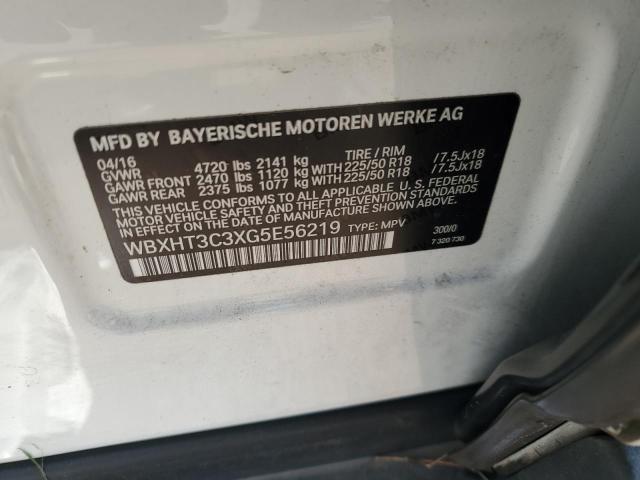 MFD BY BAYERISCHE MOTOREN WERKE AG
04/16 TIRE / RIM
GVWR 4720 lbs 2141 kg
GAWR FRONT 2470 lbs 1120 kg WITH 225/50 R18 /7.5Jx18
GAWR REAR 2375 lbs 1077 kg WITH 225/50 R18 /7.5Jx18
THIS VEHICLE CONFORMS TO ALL APPLICABLE U.S. FEDERAL
MOTOR VEHICLE SAFETY, BUMPER, AND THEFT PREVENTION STANDARDS
IN EFFECT ON THE DATE OF MANUFACTURE SHOWN ABOVE.
WBXHT3C3XG5E56219 TYPE: MPV 300/0
7 320 730